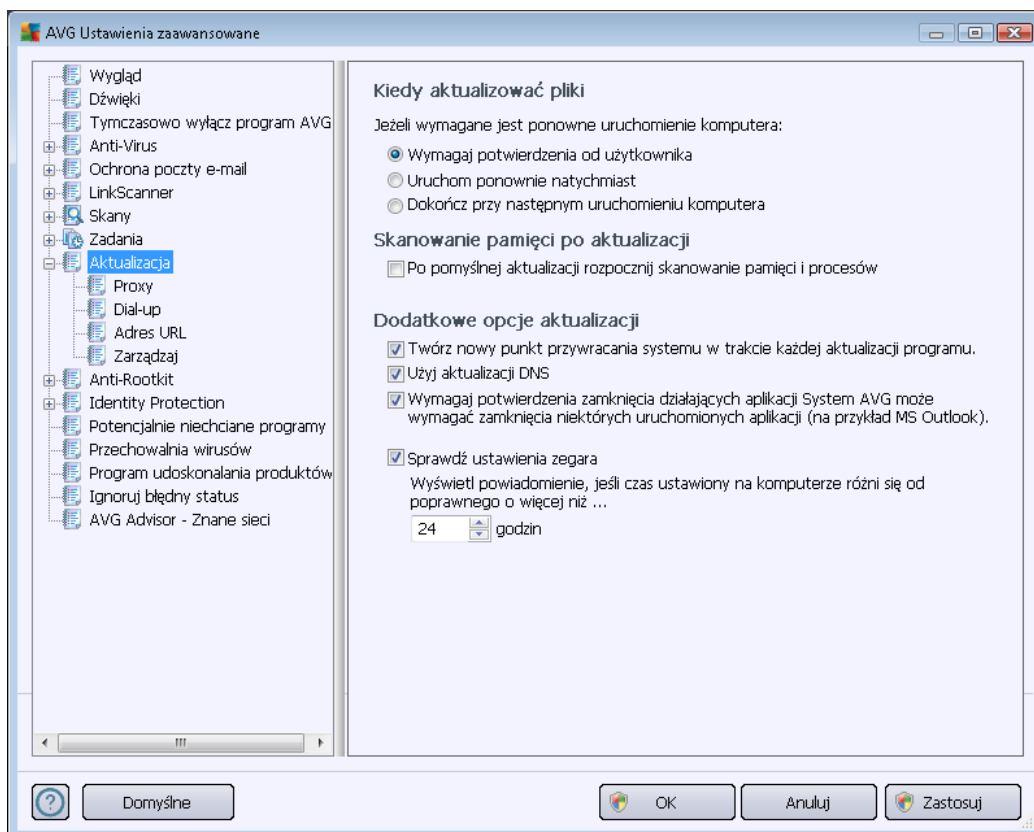 AVG Ustawienia zaawansowane
Wygląd
Dźwięki
Tymczasowo wyłącz program AVG
Anti-Virus
Ochrona poczty e-mail
LinkScanner
Skany
Zadania
Aktualizacja
Proxy
Dial-up
Adres URL
Zarządzaj
Anti-Rootkit
Identity Protection
Potencjalnie niechciane programy
Przechowalnia wirusów
Program udoskonalania produktów
Ignoruj błędny status
AVG Advisor - Znane sieci
Kiedy aktualizować pliki
Jeżeli wymagane jest ponowne uruchomienie komputera:
Wymagaj potwierdzenia od użytkownika
Uruchom ponownie natychmiast
Dokończ przy następnym uruchomieniu komputera
Skanowanie pamięci po aktualizacji
Po pomyślnej aktualizacji rozpocznij skanowanie pamięci i procesów
Dodatkowe opcje aktualizacji
Twórz nowy punkt przywracania systemu w trakcie każdej aktualizacji programu.
Użyj aktualizacji DNS
Wymagaj potwierdzenia zamknięcia działających aplikacji System AVG może
wymagać zamknięcia niektórych uruchomionych aplikacji (na przykład MS Outlook).
Sprawdź ustawienia zegara
Wyświetl powiadomienie, jeśli czas ustawiony na komputerze różni się od
poprawnego o więcej niż ...
24 godzin
Domyślne
OK
Anuluj
Zastosuj